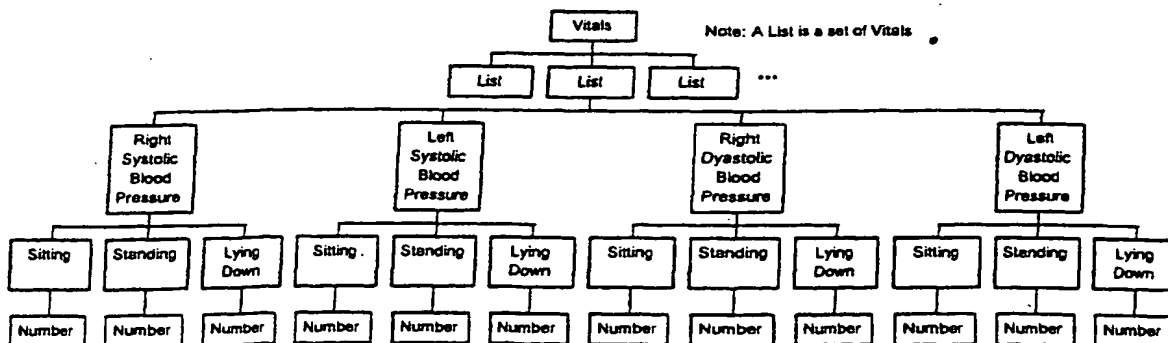 Vitals
Note: A List is a set of Vitals
List List List ...
Right Left Right Left
Systolic Systolic Dyastolic Dyastolic
Blood Blood Blood Blood
Pressure Pressure Pressure Pressure
Sitting Standing Lying Sitting Standing Lying Sitting Standing Lying Sitting Standing Lying
Down Down Down Down
Number Number Number Number Number Number Number Number Number Number Number Number